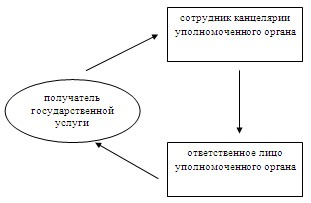 сотрудник канцелярии
уполномоченного органа
получатель
государственной
услуги
ответственное лицо
уполномоченного органа